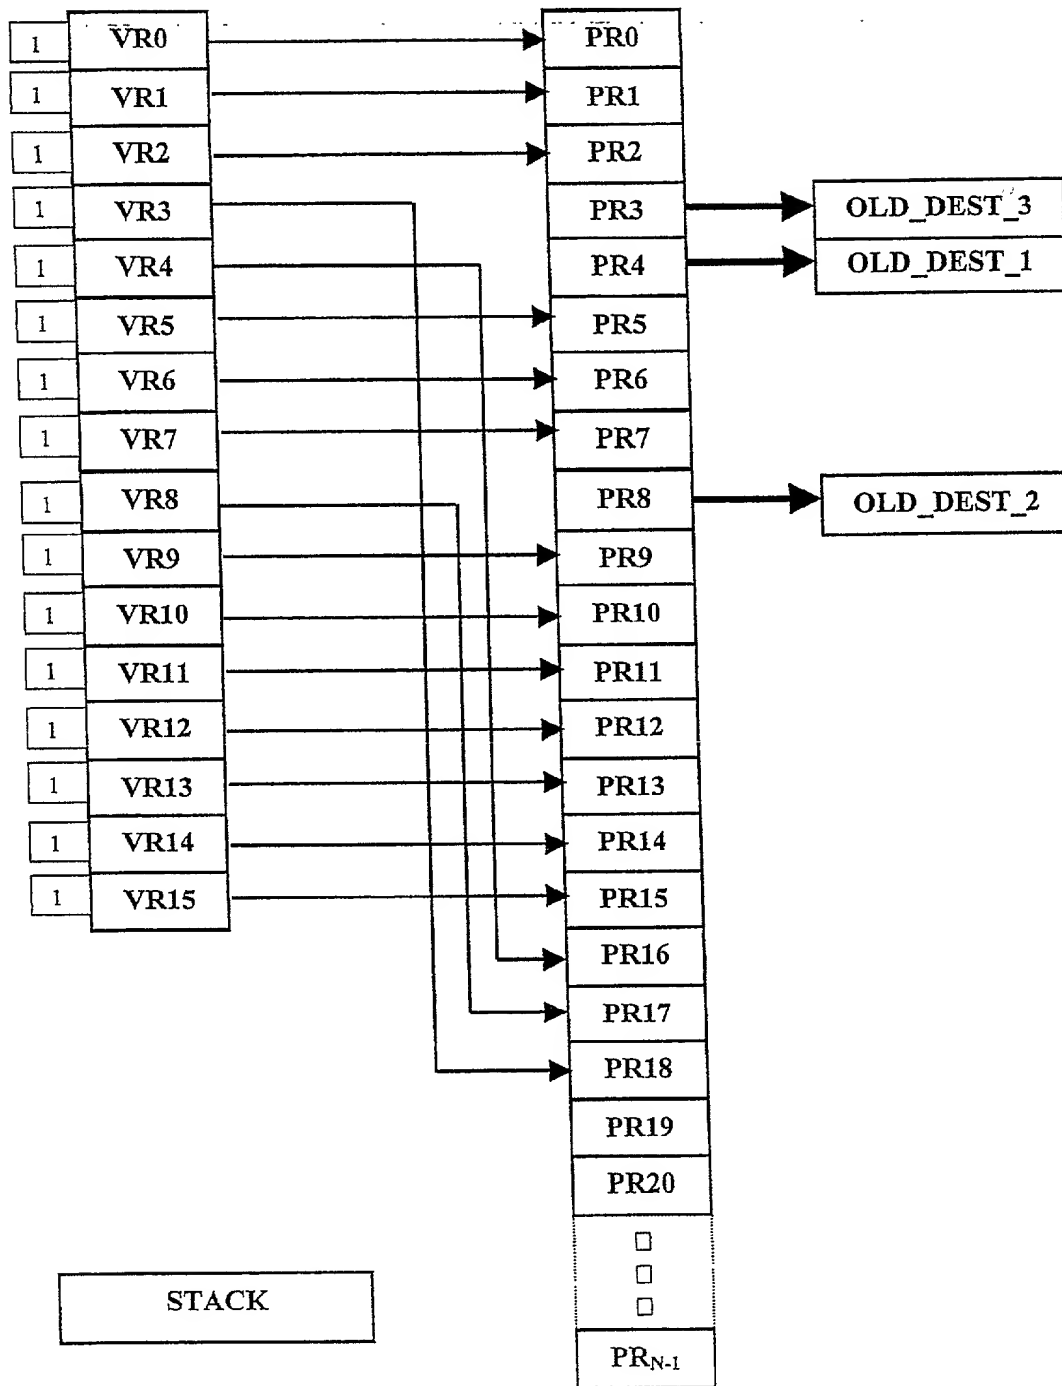 1 VR0 PR0
1 VR1 PR1
1 VR2 PR2
1 VR3 PR3 OLD_DEST_3
1 VR4 PR4 OLD_DEST_1
1 VR5 PR5
1 VR6 PR6
1 VR7 PR7
1 VR8 PR8 OLD_DEST_2
1 VR9 PR9
1 VR10 PR10
1 VR11 PR11
1 VR12 PR12
1 VR13 PR13
1 VR14 PR14
1 VR15 PR15
PR16
PR17
PR18
PR19
PR20
STACK
PRN-1